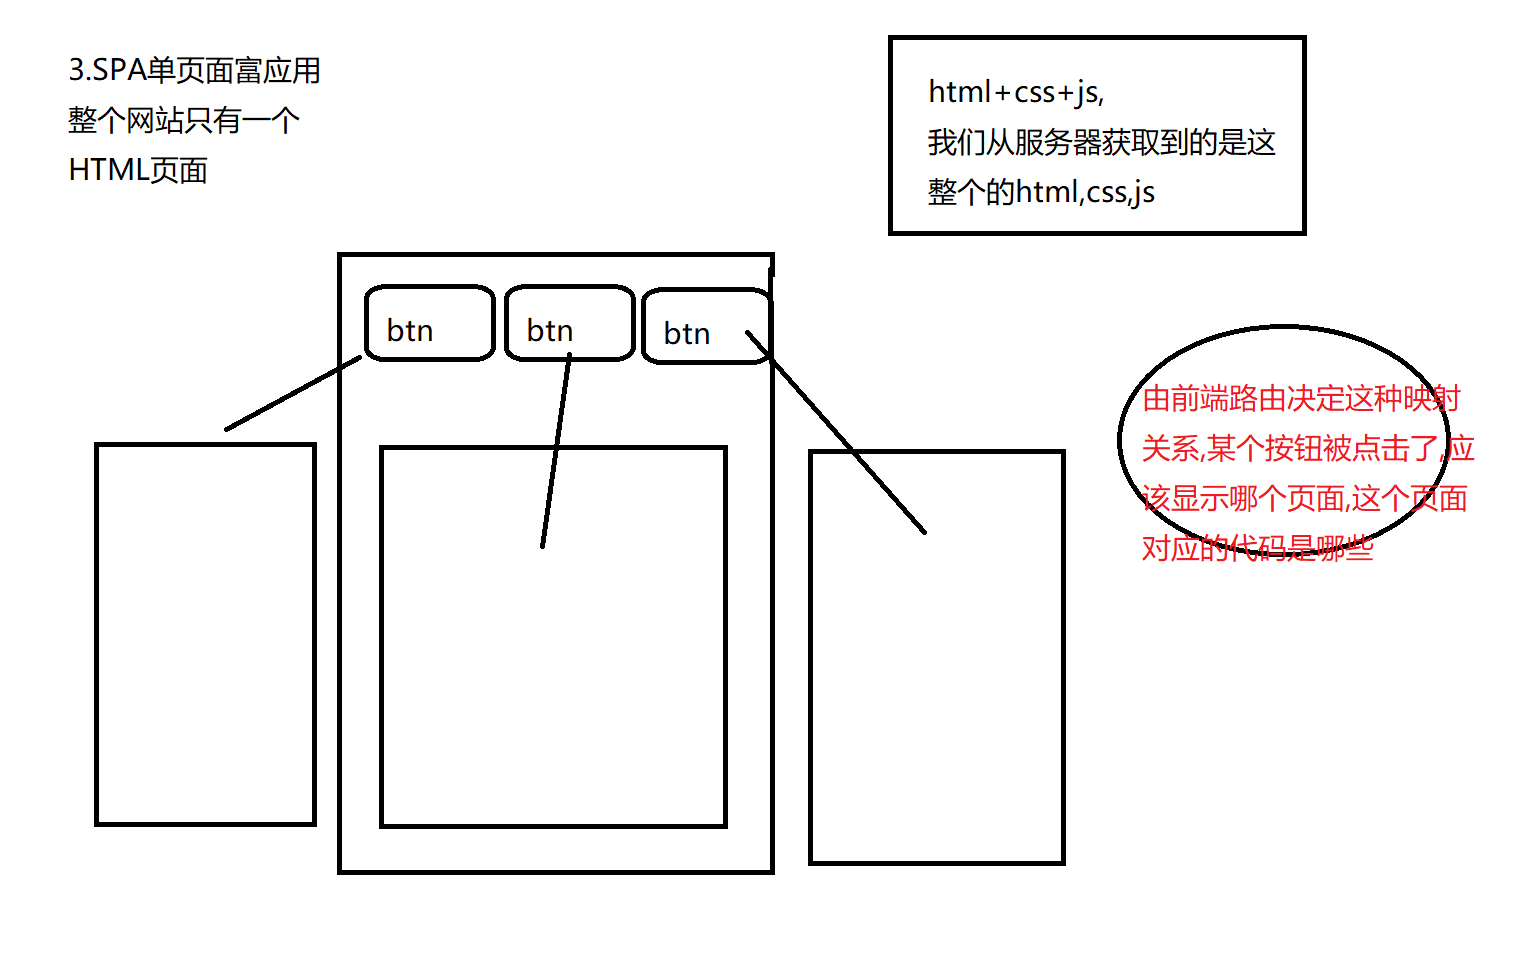 3.SPA单页面富应用
整个网站只有一个
HTML页面
html+css+js,
我们从服务器获取到的是这
整个的html,css,js
btn
btn
btn
由前端路由决定这种映射
关系,某个按钮被点击了,应
该显示哪个页面,这个页面
对应的代码是哪些